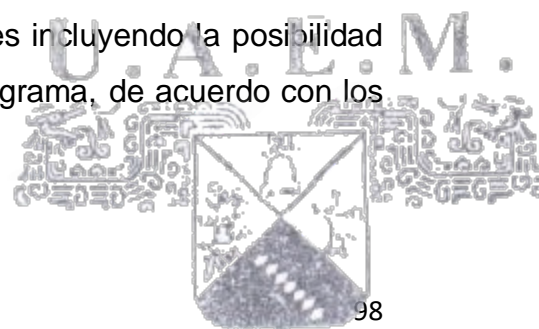 U.A.E.M.
es incluyendo la posibilidad
grama, de acuerdo con los
98